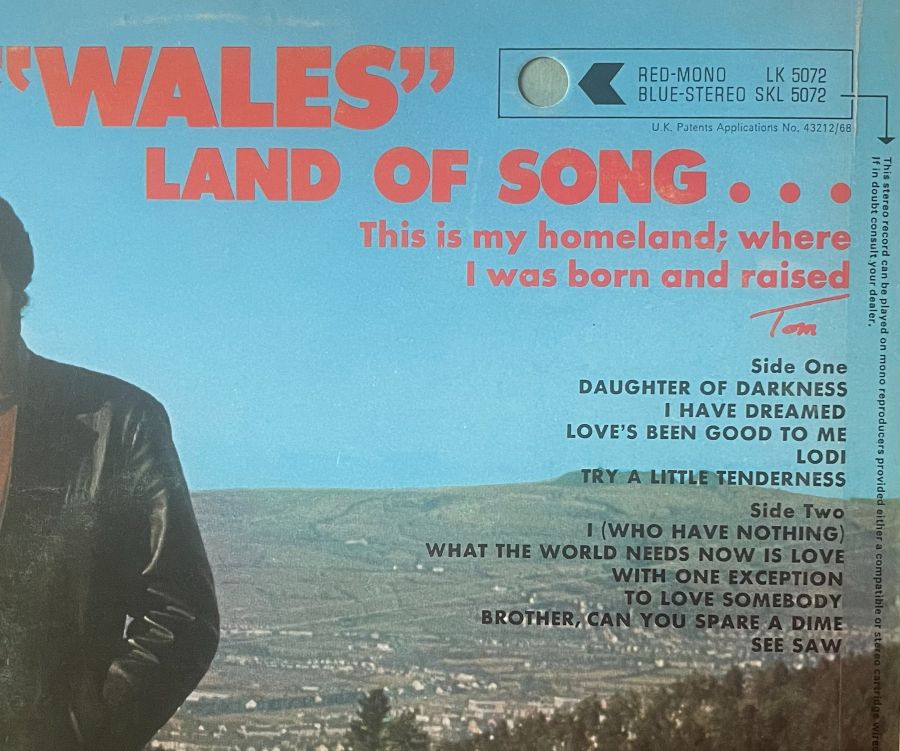 "WALES"
RED-MONO LK 5072
BLUE-STEREO SKL 5072
U.K. Patents Applications No. 43212/68
LAND OF SONG...
This is my homeland; where
I was born and raised
Tom
Side One
DAUGHTER OF DARKNESS
I HAVE DREAMED
LOVE'S BEEN GOOD TO ME
LODI
TRY A LITTLE TENDERNESS
Side Two
I (WHO HAVE NOTHING)
WHAT THE WORLD NEEDS NOW IS LOVE
WITH ONE EXCEPTION
TO LOVE SOMEBODY
BROTHER, CAN YOU SPARE A DIME
SEE SAW
This stereo record can be played on mono reproducers provided either a compatible or stereo cartridge
If in doubt consult your dealer.